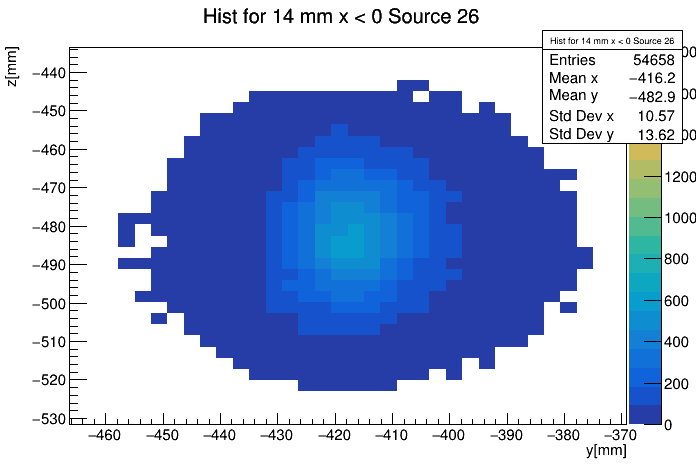 Hist for 14 mm x < 0 Source 26
z[mm]
Hist for 14 mm x < 0 Source 26
Entries 54658
Mean x −416.2
Mean y −482.9
Std Dev x 10.57
Std Dev y 13.62
−440
−450
−460
−470
−480
−490
−500
−510
−520
−530
1200
1000
800
600
400
200
0
−460 −450 −440 −430 −420 −410 −400 −390 −380 −370
y[mm]